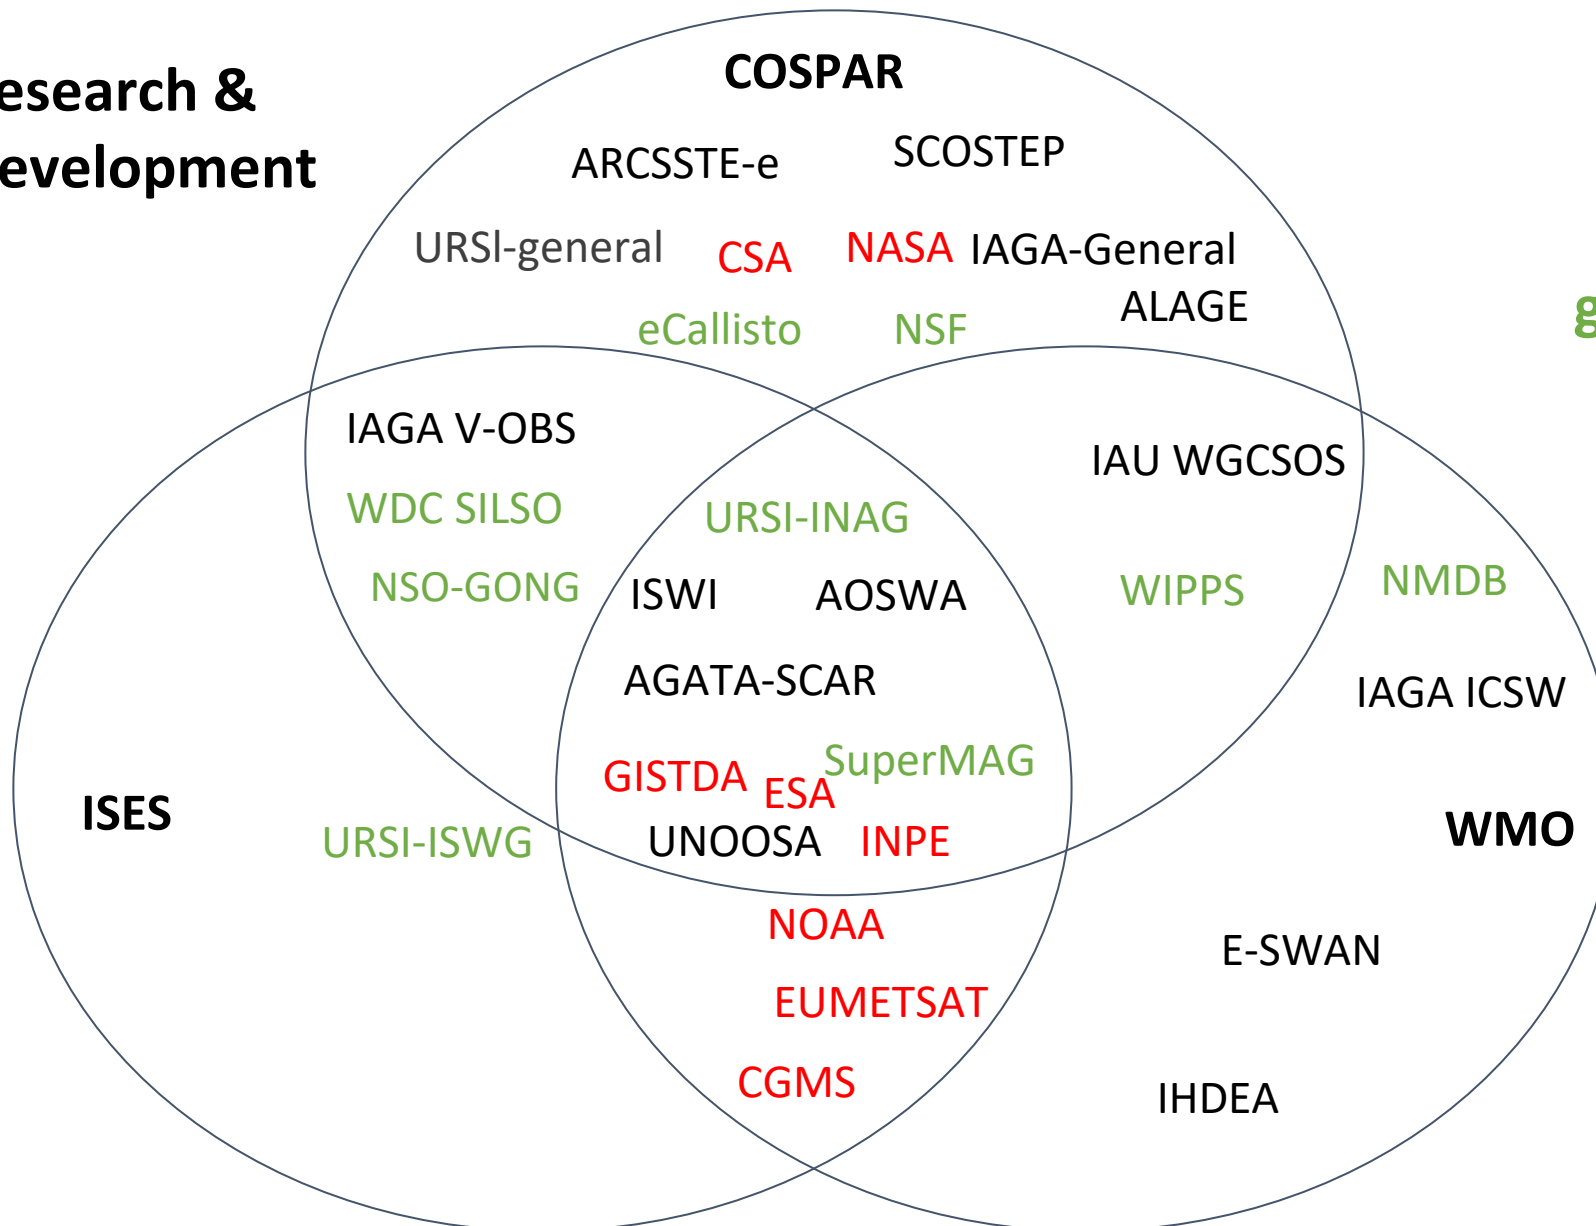 COSPAR
esearch &
evelopment
ARCSSTE-e
SCOSTEP
URSl-general
CSA
NASA
IAGA-General
ALAGE
g
eCallisto
NSF
IAGA V-OBS
IAU WGCSOS
WDC SILSO
URSI-INAG
NSO-GONG
ISWI
AOSWA
WIPPS
NMDB
AGATA-SCAR
IAGA ICSW
GISTDA
ESA
SuperMAG
ISES
URSI-ISWG
UNOOSA
INPE
WMO
NOAA
E-SWAN
EUMETSAT
CGMS
IHDEA